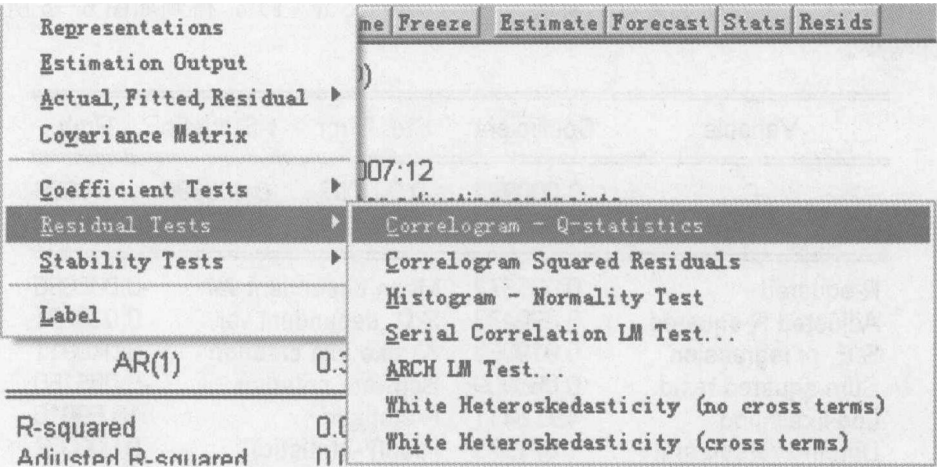 Representations
Estimation Output
Actual,Fitted,Residual
Covariance Matrix
Coefficient Tests
Residual Tests
Stability Tests
Label
me Freeze Estimate Forecast Stats Resids
007:12
Correlogram - Q-statistics
Correlogram Squared Residuals
Histogram - Normality Test
Serial Correlation LM Test...
ARCH LM Test...
White Heteroskedasticity (no cross terms)
White Heteroskedasticity (cross terms)
AR(1)
R-squared
Adjusted R-squared